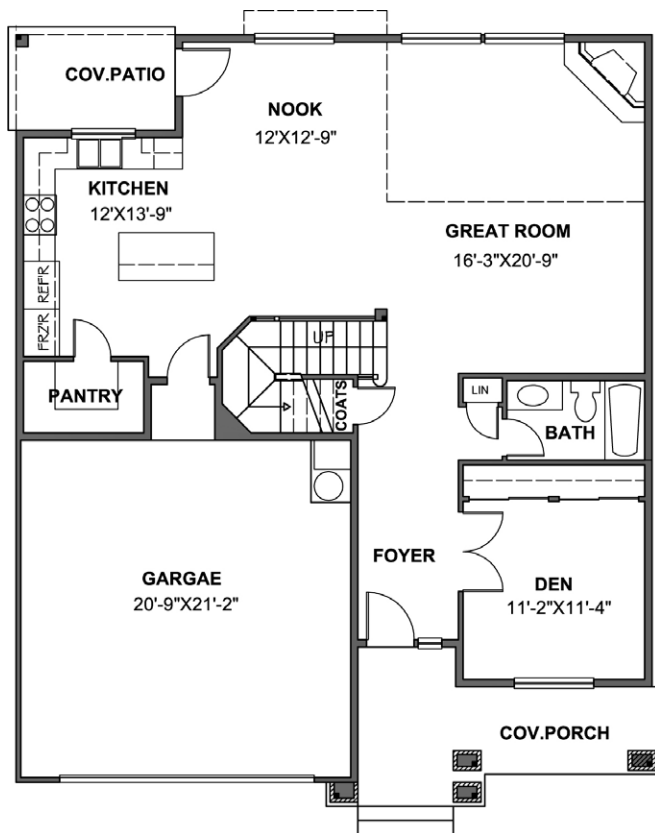 COV.PATIO
NOOK
12'X12'-9"
KITCHEN
12'X13'-9"
GREAT ROOM
16'-3"X20'-9"
REF'R
FRZ'R
UP
PANTRY
COATS
LIN
BATH
FOYER
GARGAE
20'-9"X21'-2"
DEN
11'-2"X11'-4"
COV.PORCH